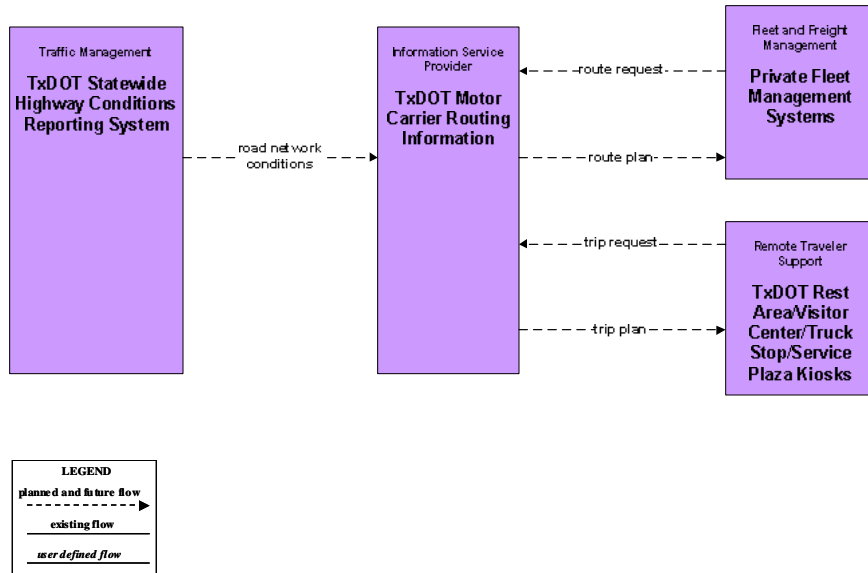 Traffic Management
TxDOT Statewide
Highway Conditions
Reporting System
road network
conditions
Information Service
Provider
TxDOT Motor
Carrier Routing
Information
route request
route plan
trip request
trip plan
Fleet and Freight
Management
Private Fleet
Management
Systems
Remote Traveler
Support
TxDOT Rest
Area/Visitor
Center/Truck
Stop/Service
Plaza Kiosks
LEGEND
planned and future flow
existing flow
user defined flow